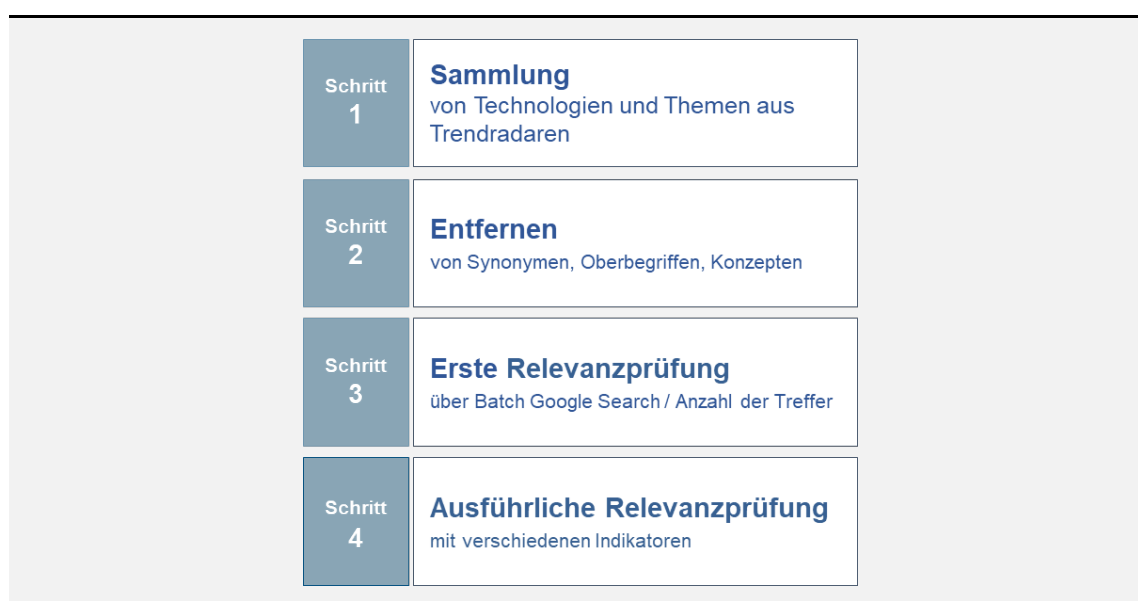 Schritt
1
Sammlung
von Technologien und Themen aus
Trendradaren
Schritt
2
Entfernen
von Synonymen, Oberbegriffen, Konzepten
Schritt
3
Erste Relevanzprüfung
über Batch Google Search / Anzahl der Treffer
Schritt
4
Ausführliche Relevanzprüfung
mit verschiedenen Indikatoren